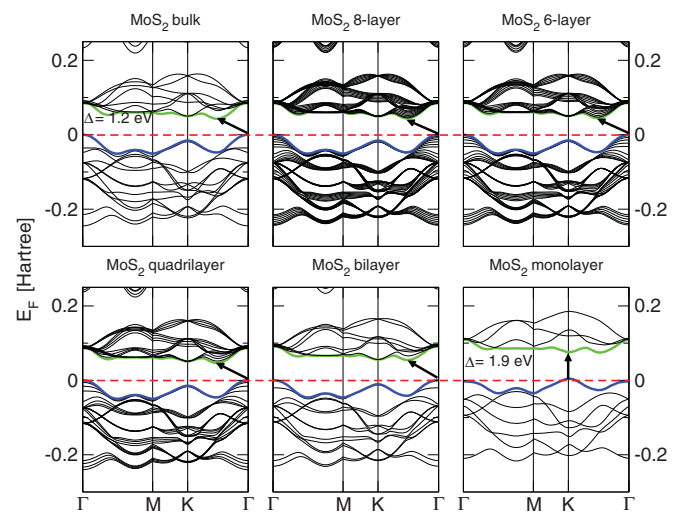 MoS2 bulk MoS2 8-layer MoS2 6-layer
0.2 0.2
Δ= 1.2 eV
0 0
-0.2 -0.2
EF [Hartree]
MoS2 quadrilayer MoS2 bilayer MoS2 monolayer
0.2 0.2
Δ= 1.9 eV
0 0
-0.2 -0.2
Γ M K Γ M K Γ M K Γ